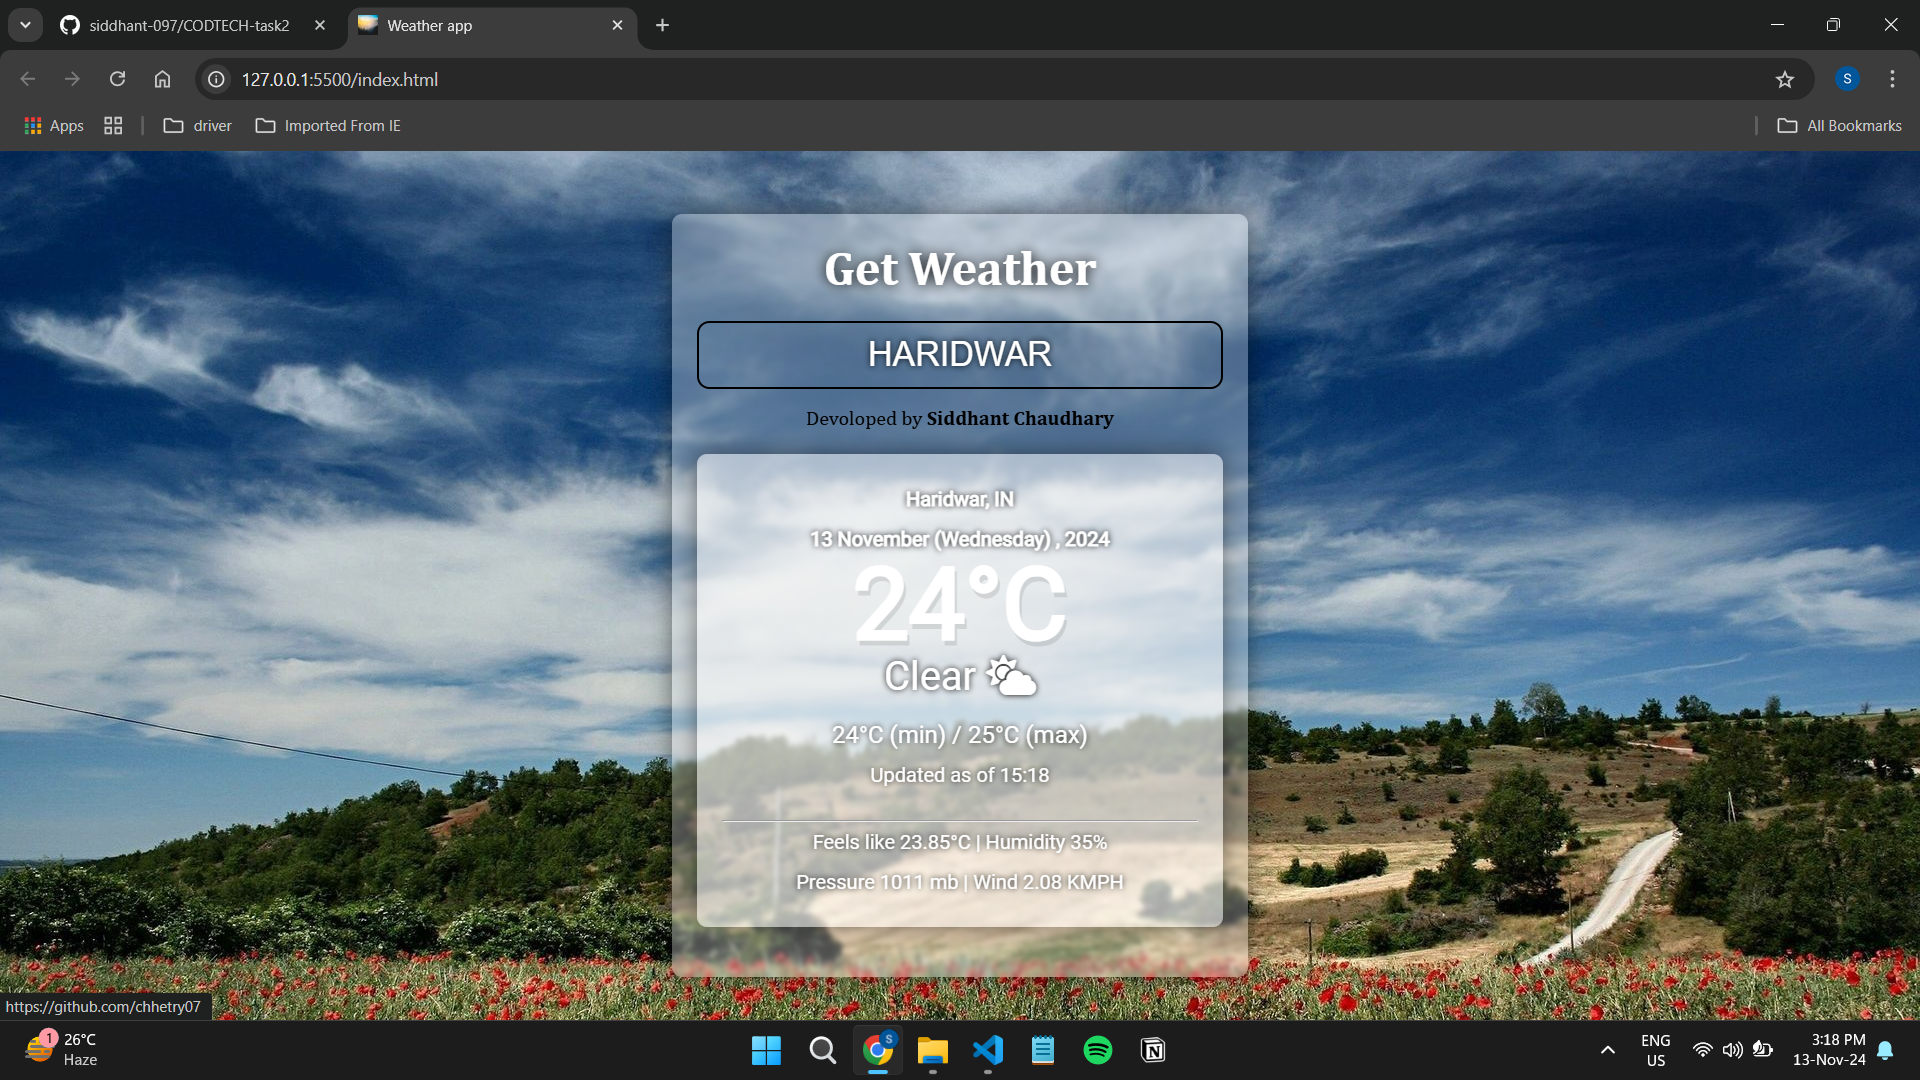 siddhant-097/CODTECH-task2
Weather app
127.0.0.1:5500/index.html
S
Apps
driver
Imported From IE
All Bookmarks
Get Weather
HARIDWAR
Devoloped by Siddhant Chaudhary
Haridwar, IN
13 November (Wednesday) , 2024
24°C
Clear
24°C (min) / 25°C (max)
Updated as of 15:18
Feels like 23.85°C | Humidity 35%
Pressure 1011 mb | Wind 2.08 KMPH
https://github.com/chhetry07
1
26°C
Haze
S
ENG
US
3:18 PM
13-Nov-24